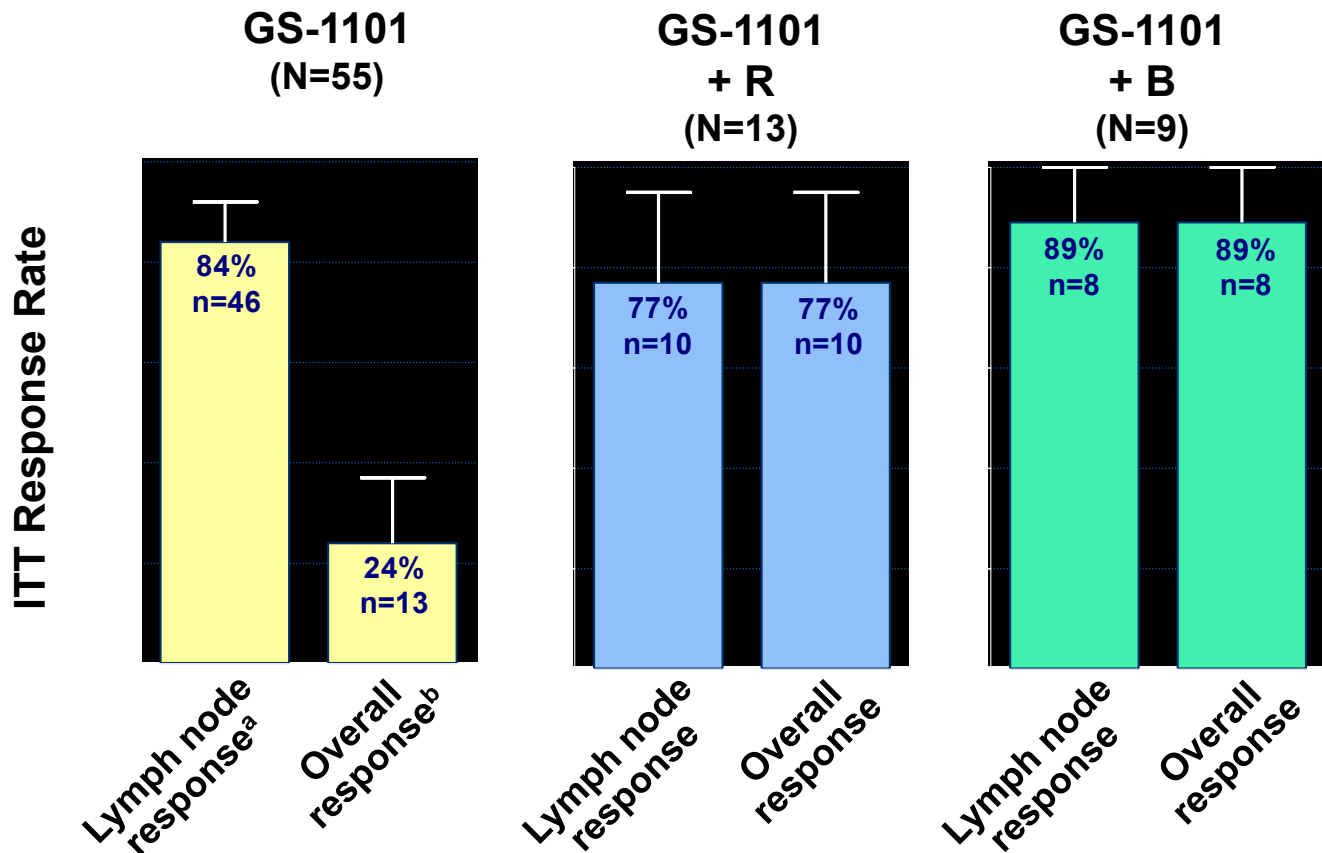 GS-1101
(N=55)
GS-1101
+ R
(N=13)
GS-1101
+ B
(N=9)
ITT Response Rate
84%
n=46
24%
n=13
77%
n=10
77%
n=10
89%
n=8
89%
n=8
Lymph node
responseᵃ
Overall
responseᵇ
Lymph node
response
Overall
response
Lymph node
response
Overall
response